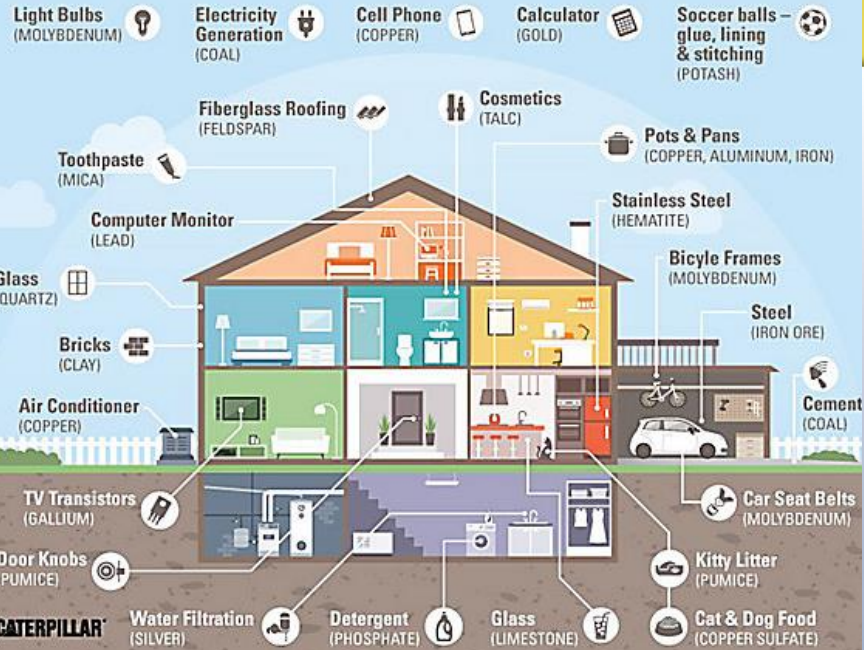 Light Bulbs
(MOLYBDENUM)
Electricity
Generation
(COAL)
Cell Phone
(COPPER)
Calculator
(GOLD)
Soccer balls –
glue, lining
& stitching
(POTASH)
Fiberglass Roofing
(FELDSPAR)
Cosmetics
(TALC)
Pots & Pans
(COPPER, ALUMINUM, IRON)
Toothpaste
(MICA)
Stainless Steel
(HEMATITE)
Computer Monitor
(LEAD)
Bicyle Frames
(MOLYBDENUM)
Glass
(QUARTZ)
Steel
(IRON ORE)
Bricks
(CLAY)
Air Conditioner
(COPPER)
Cement
(COAL)
TV Transistors
(GALLIUM)
Car Seat Belts
(MOLYBDENUM)
Door Knobs
(PUMICE)
Kitty Litter
(PUMICE)
CATERPILLAR®
Water Filtration
(SILVER)
Detergent
(PHOSPHATE)
Glass
(LIMESTONE)
Cat & Dog Food
(COPPER SULFATE)